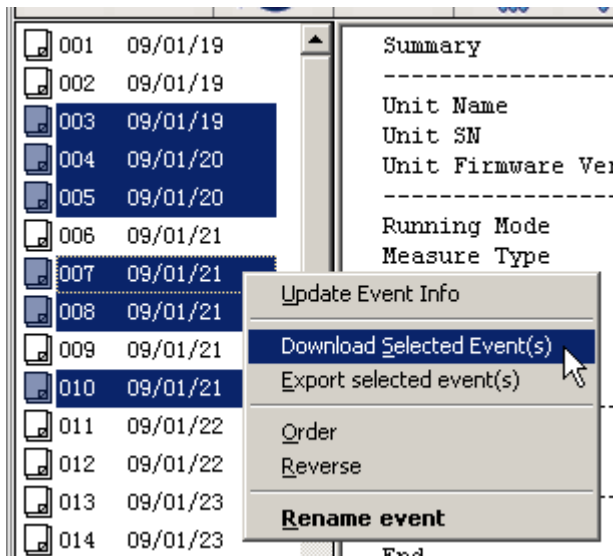 001 09/01/19
002 09/01/19
003 09/01/19
004 09/01/20
005 09/01/20
006 09/01/21
007 09/01/21
008 09/01/21
009 09/01/21
010 09/01/21
011 09/01/22
012 09/01/22
013 09/01/23
014 09/01/23
Summary
--------------
Unit Name
Unit SN
Unit Firmware Ver
--------------
Running Mode
Measure Type
Update Event Info
Download Selected Event(s)
Export selected event(s)
Order
Reverse
Rename event
End